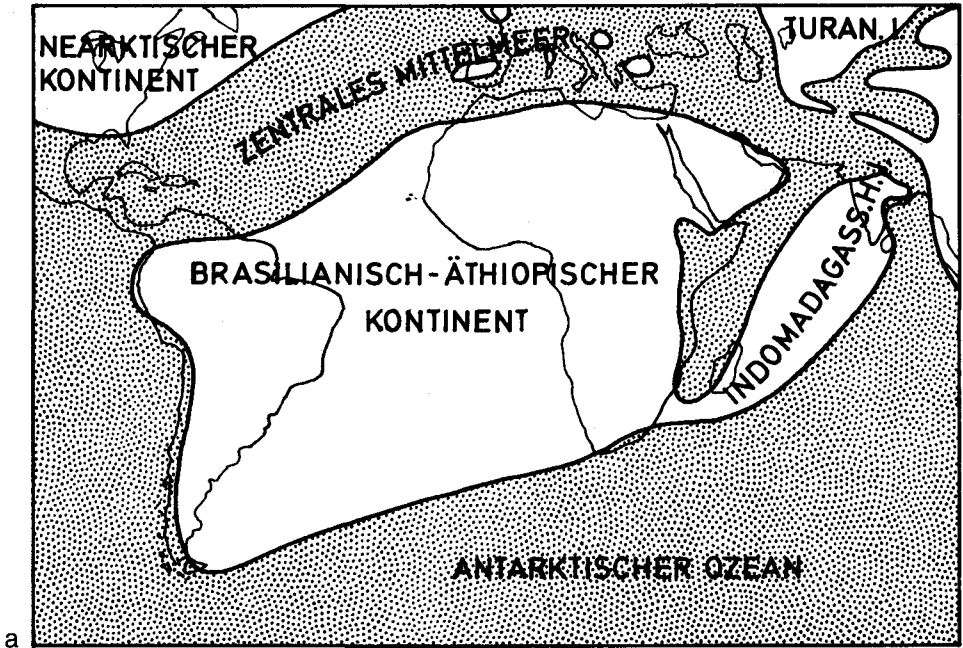 NEARKTISCHER
KONTINENT
ZENTRALES MITTELMEER
TURAN. I.
BRASILIANISCH-ÄTHIOPISCHER
KONTINENT
INDOMADAGASS.H.
ANTARKTISCHER OZEAN
a